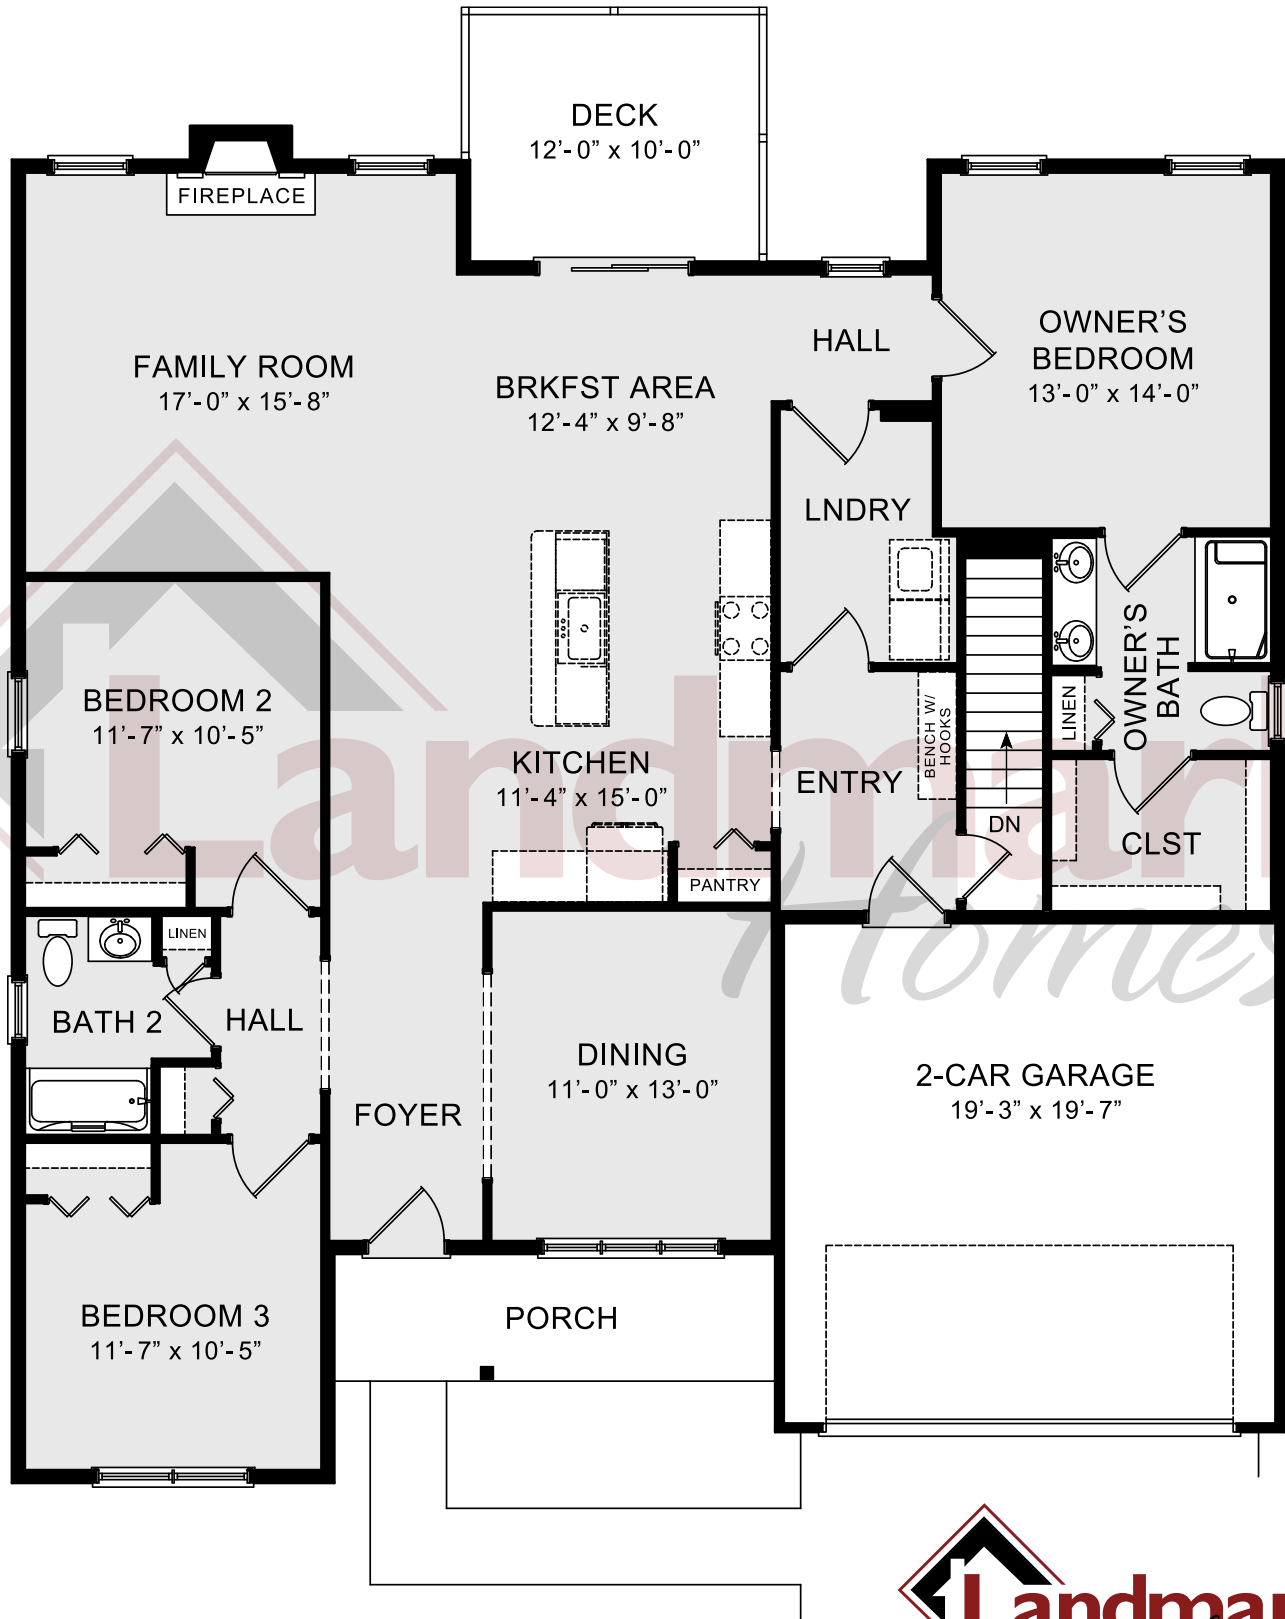 DECK
12'-0" x 10'-0"
FIREPLACE
FAMILY ROOM
17'-0" x 15'-8"
BRKFST AREA
12'-4" x 9'-8"
HALL
OWNER'S
BEDROOM
13'-0" x 14'-0"
LNDRY
OWNER'S
BATH
LINEN
BEDROOM 2
11'-7" x 10'-5"
KITCHEN
11'-4" x 15'-0"
ENTRY
BENCH W/
HOOKS
DN
CLST
PANTRY
LINEN
BATH 2
HALL
FOYER
DINING
11'-0" x 13'-0"
2-CAR GARAGE
19'-3" x 19'-7"
BEDROOM 3
11'-7" x 10'-5"
PORCH
Landmar
Homes
Landmar